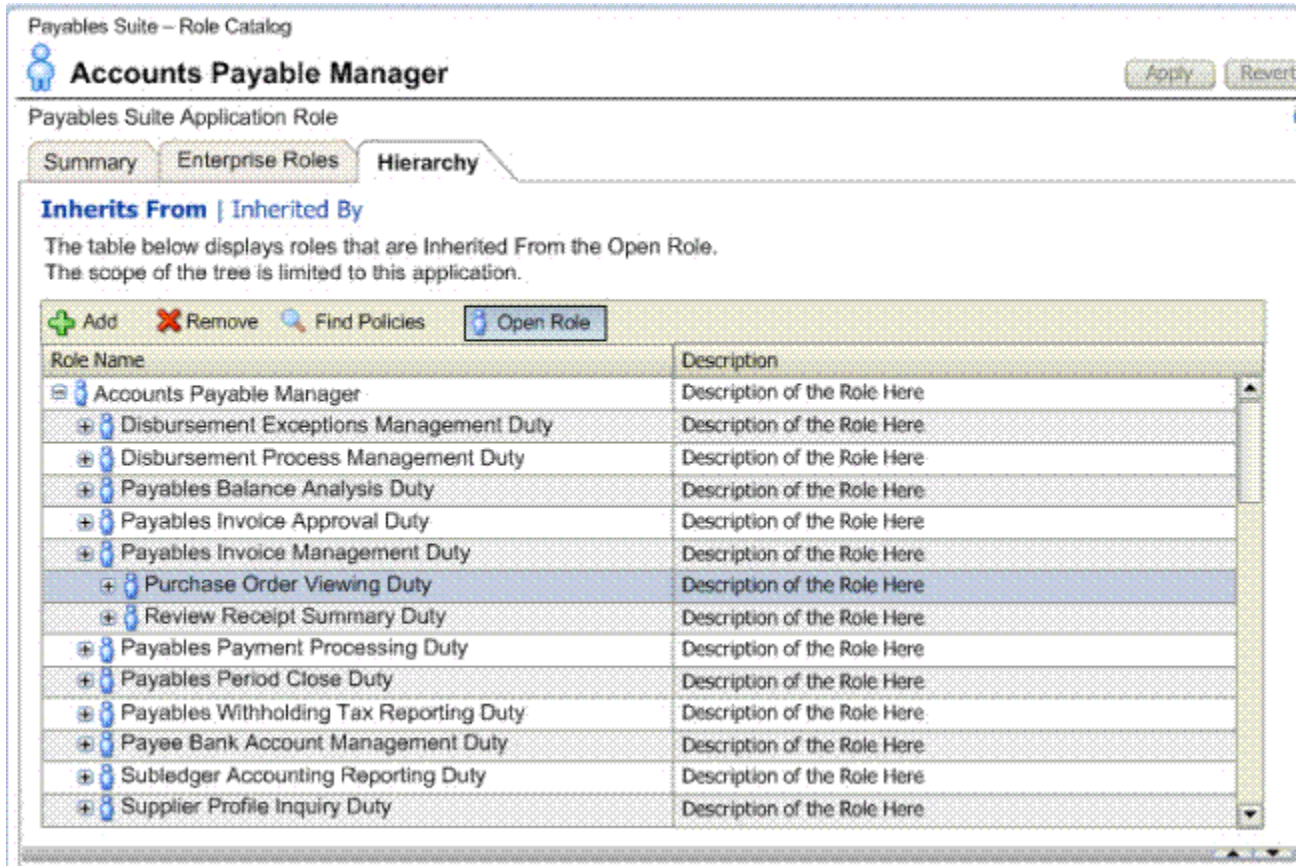 Payables Suite – Role Catalog
Accounts Payable Manager
Apply Revert
Payables Suite Application Role
Summary Enterprise Roles Hierarchy
Inherits From | Inherited By
The table below displays roles that are Inherited From the Open Role.
The scope of the tree is limited to this application.
Add Remove Find Policies Open Role
Role Name Description
Accounts Payable Manager Description of the Role Here
Disbursement Exceptions Management Duty Description of the Role Here
Disbursement Process Management Duty Description of the Role Here
Payables Balance Analysis Duty Description of the Role Here
Payables Invoice Approval Duty Description of the Role Here
Payables Invoice Management Duty Description of the Role Here
Purchase Order Viewing Duty Description of the Role Here
Review Receipt Summary Duty Description of the Role Here
Payables Payment Processing Duty Description of the Role Here
Payables Period Close Duty Description of the Role Here
Payables Withholding Tax Reporting Duty Description of the Role Here
Payee Bank Account Management Duty Description of the Role Here
Subledger Accounting Reporting Duty Description of the Role Here
Supplier Profile Inquiry Duty Description of the Role Here